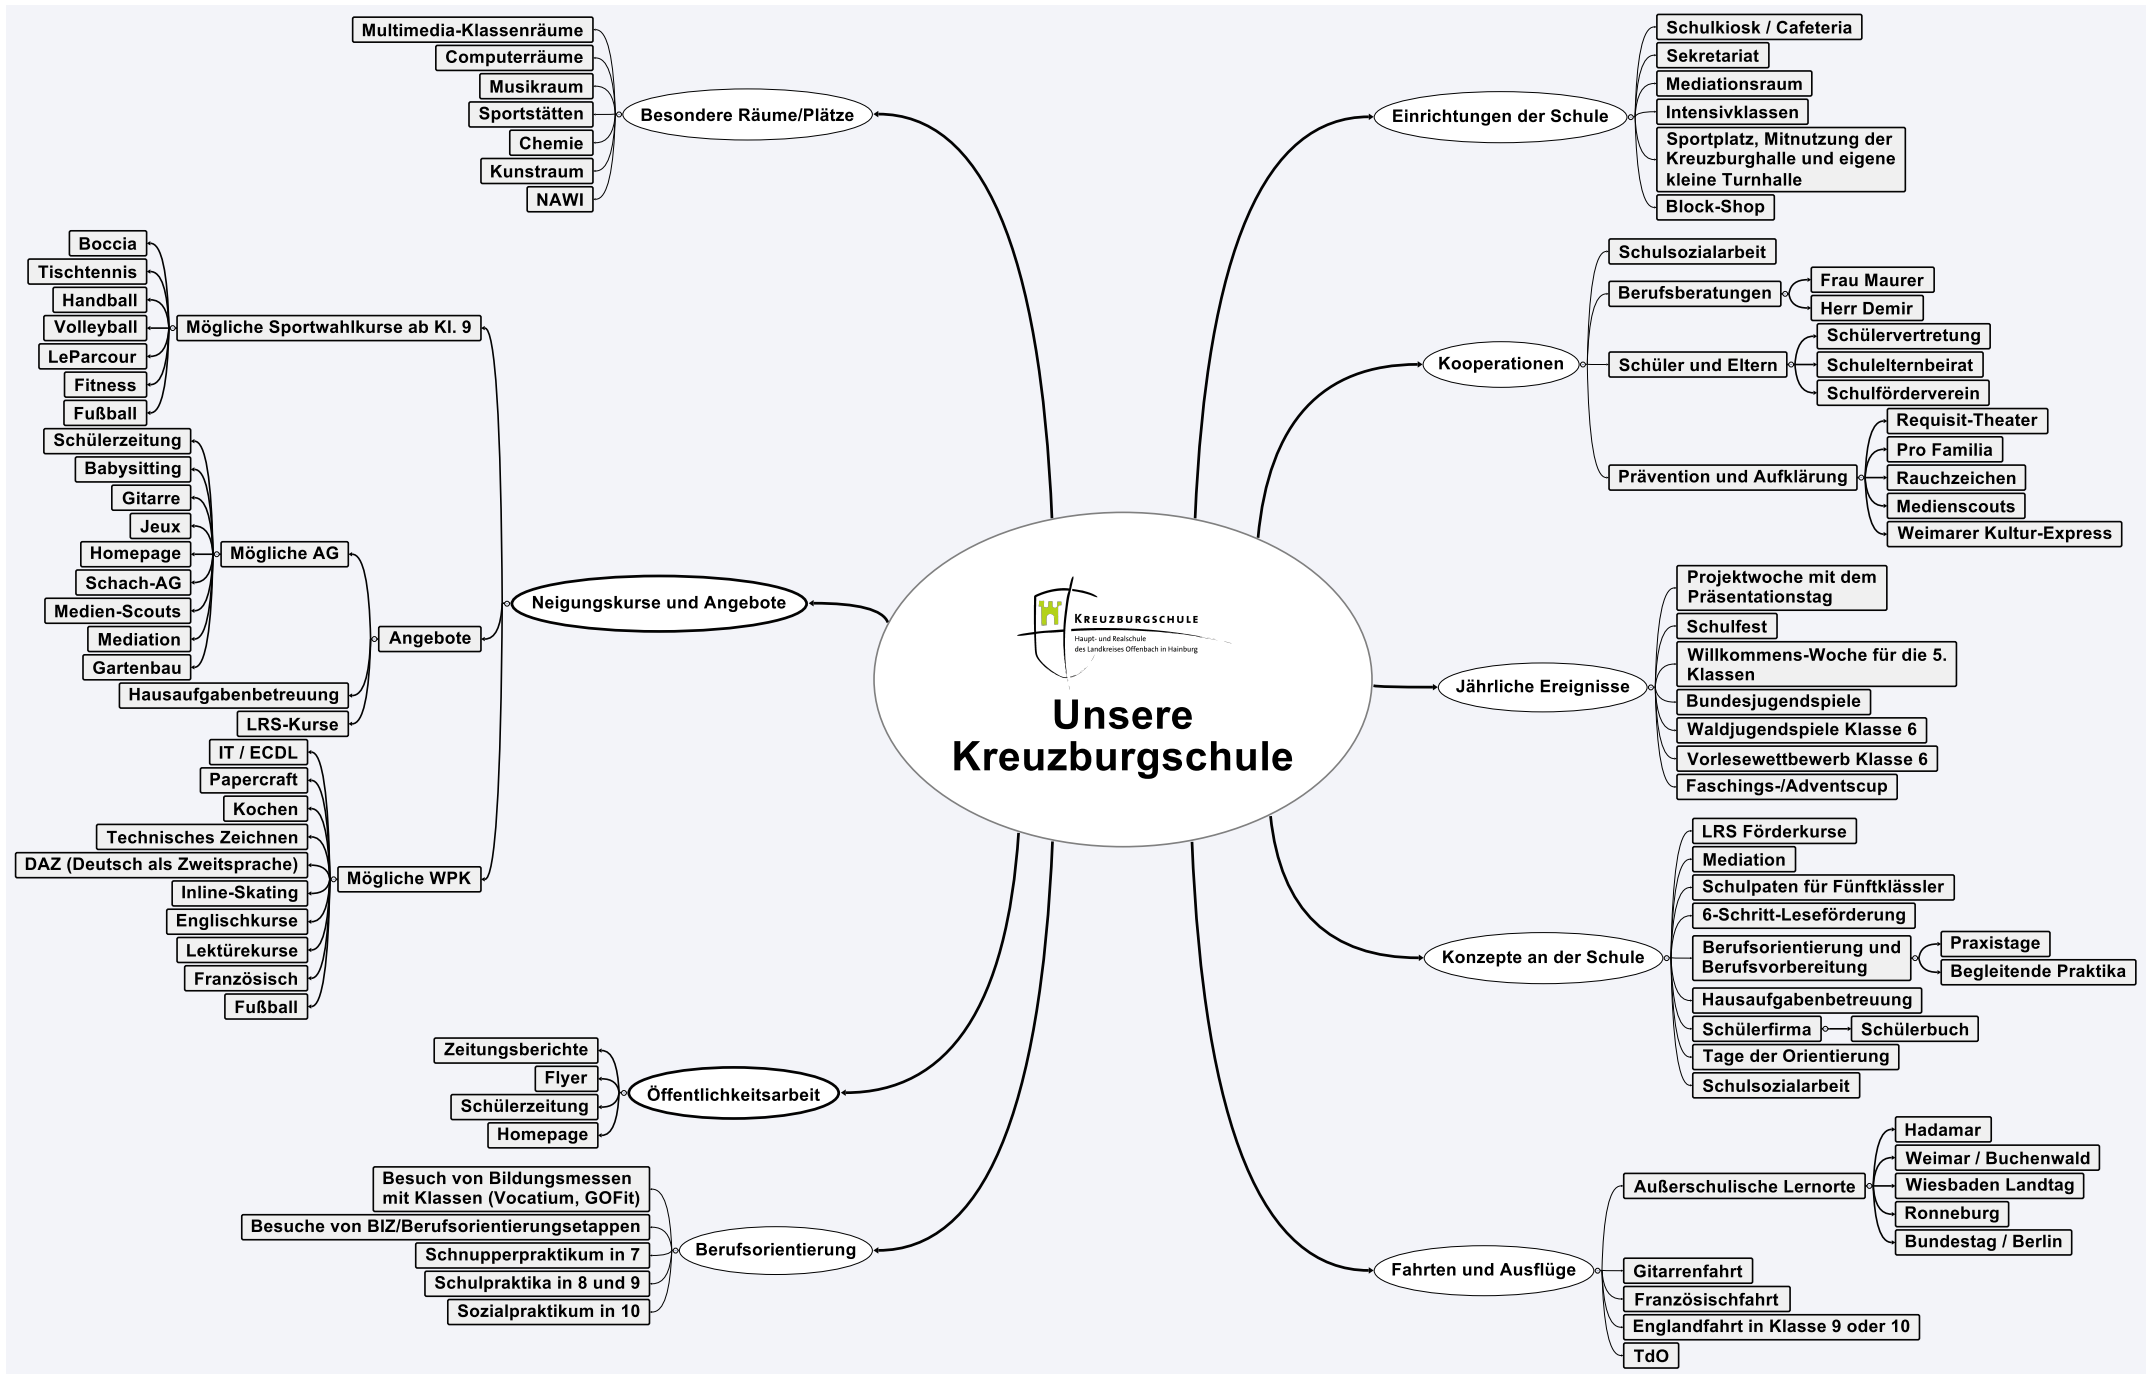 Unsere
Kreuzburgschule
KREUZBURGSCHULE
Haupt- und Realschule
des Landkreises Offenbach in Hainburg
Besondere Räume/Plätze
Multimedia-Klassenräume
Computerräume
Musikraum
Sportstätten
Chemie
Kunstraum
NAWI
Neigungskurse und Angebote
Mögliche Sportwahlkurse ab Kl. 9
Boccia
Tischtennis
Handball
Volleyball
LeParcour
Fitness
Fußball
Angebote
Mögliche AG
Schülerzeitung
Babysitting
Gitarre
Jeux
Homepage
Schach-AG
Medien-Scouts
Mediation
Gartenbau
Hausaufgabenbetreuung
LRS-Kurse
Mögliche WPK
IT / ECDL
Papercraft
Kochen
Technisches Zeichnen
DAZ (Deutsch als Zweitsprache)
Inline-Skating
Englischkurse
Lektürekurse
Französisch
Fußball
Öffentlichkeitsarbeit
Zeitungsberichte
Flyer
Schülerzeitung
Homepage
Berufsorientierung
Besuch von Bildungsmessen
mit Klassen (Vocatium, GOFit)
Besuche von BIZ/Berufsorientierungsetappen
Schnupperpraktikum in 7
Schulpraktika in 8 und 9
Sozialpraktikum in 10
Einrichtungen der Schule
Schulkiosk / Cafeteria
Sekretariat
Mediationsraum
Intensivklassen
Sportplatz, Mitnutzung der
Kreuzburghalle und eigene
kleine Turnhalle
Block-Shop
Kooperationen
Schulsozialarbeit
Berufsberatungen
Frau Maurer
Herr Demir
Schüler und Eltern
Schülervertretung
Schulelternbeirat
Schulförderverein
Prävention und Aufklärung
Requisit-Theater
Pro Familia
Rauchzeichen
Medienscouts
Weimarer Kultur-Express
Jährliche Ereignisse
Projektwoche mit dem
Präsentationstag
Schulfest
Willkommens-Woche für die 5.
Klassen
Bundesjugendspiele
Waldjugendspiele Klasse 6
Vorlesewettbewerb Klasse 6
Faschings-/Adventscup
Konzepte an der Schule
LRS Förderkurse
Mediation
Schulpaten für Fünftklässler
6-Schritt-Leseförderung
Berufsorientierung und
Berufsvorbereitung
Praxistage
Begleitende Praktika
Hausaufgabenbetreuung
Schülerfirma
Schülerbuch
Tage der Orientierung
Schulsozialarbeit
Fahrten und Ausflüge
Außerschulische Lernorte
Hadamar
Weimar / Buchenwald
Wiesbaden Landtag
Ronneburg
Bundestag / Berlin
Gitarrenfahrt
Französischfahrt
Englandfahrt in Klasse 9 oder 10
TdO